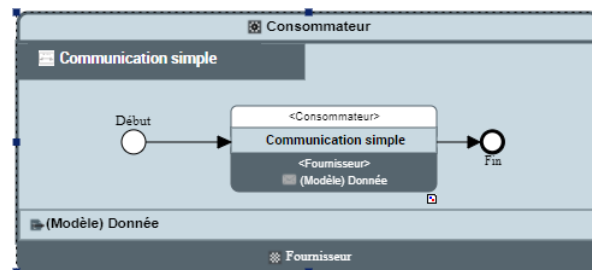 Consommateur
Communication simple
Début
<Consommateur>
Communication simple
<Fournisseur>
(Modèle) Donnée
Fin
(Modèle) Donnée
Fournisseur